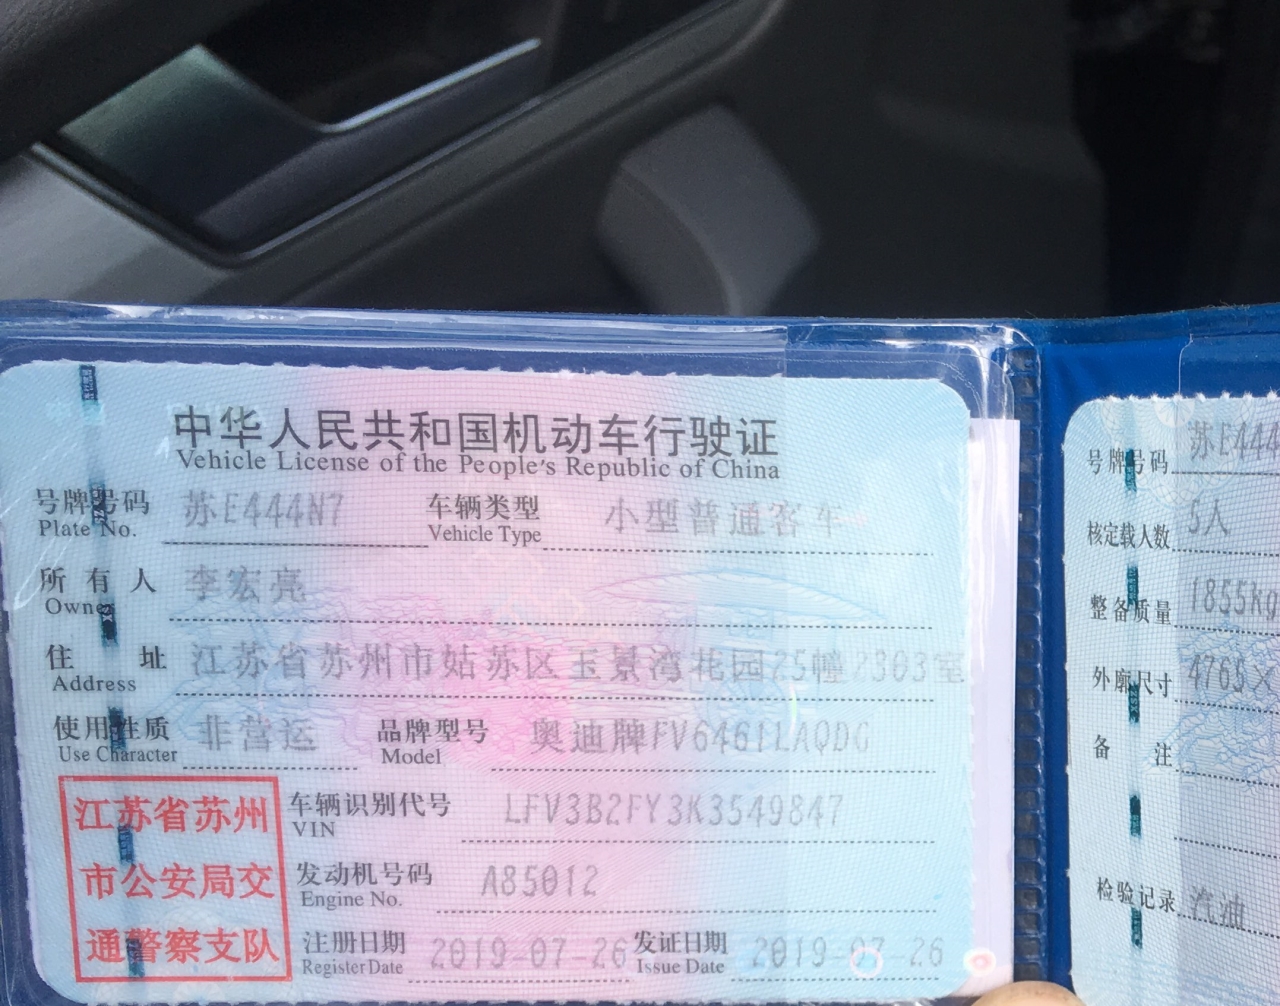 中华人民共和国机动车行驶证
Vehicle License of the People's Republic of China
号牌号码 苏E444N7 车辆类型 小型普通客车
Plate No. Vehicle Type
所有人 李宏亮
Owner
住址 江苏省苏州市姑苏区玉景湾花园25幢2303室
Address
使用性质 非营运 品牌型号 奥迪牌FV6461LAQDG
Use Character Model
江苏省苏州
市公安局交
通警察支队
车辆识别代号 LFV3B2FY3K3549847
VIN
发动机号码 A85012
Engine No.
注册日期 2019-07-26 发证日期 2019-07-26
Register Date Issue Date
号牌号码 苏E444
核定载人数 5人
整备质量 1855kg
外廓尺寸 4765×
备注
检验记录 汽油